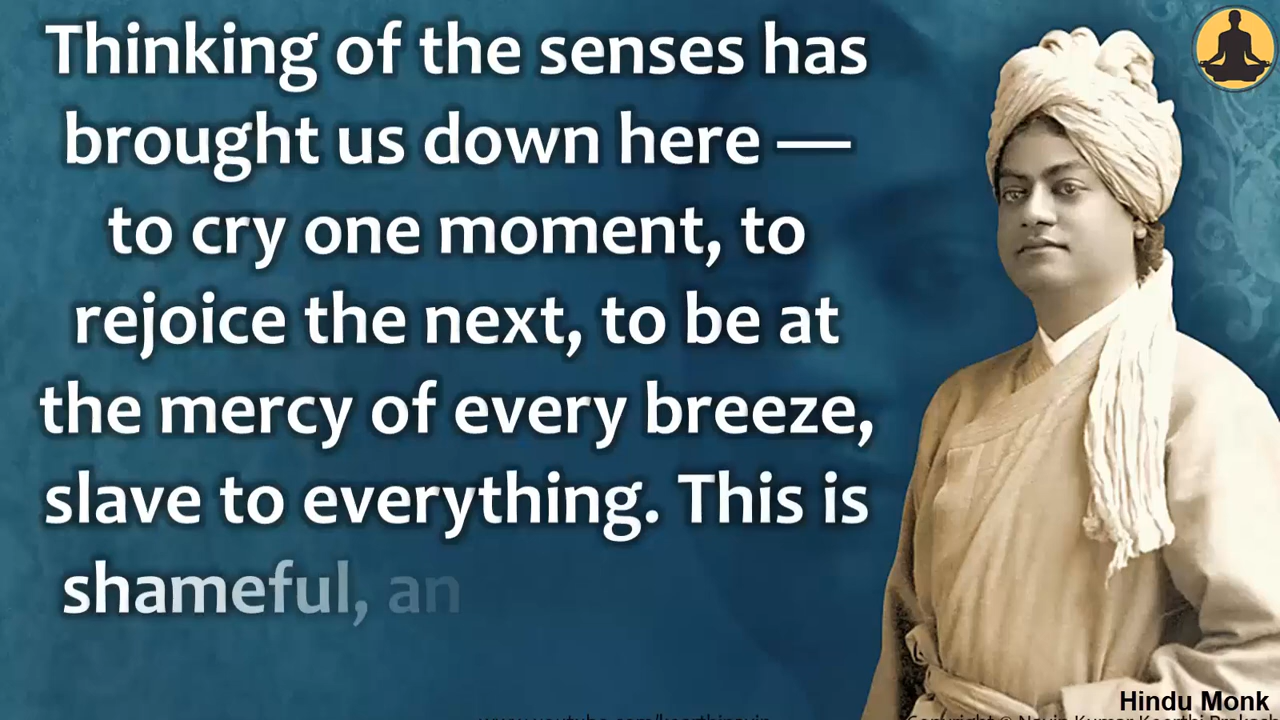 Thinking of the senses has
brought us down here —
to cry one moment, to
rejoice the next, to be at
the mercy of every breeze,
slave to everything. This is
shameful, an
Hindu Monk